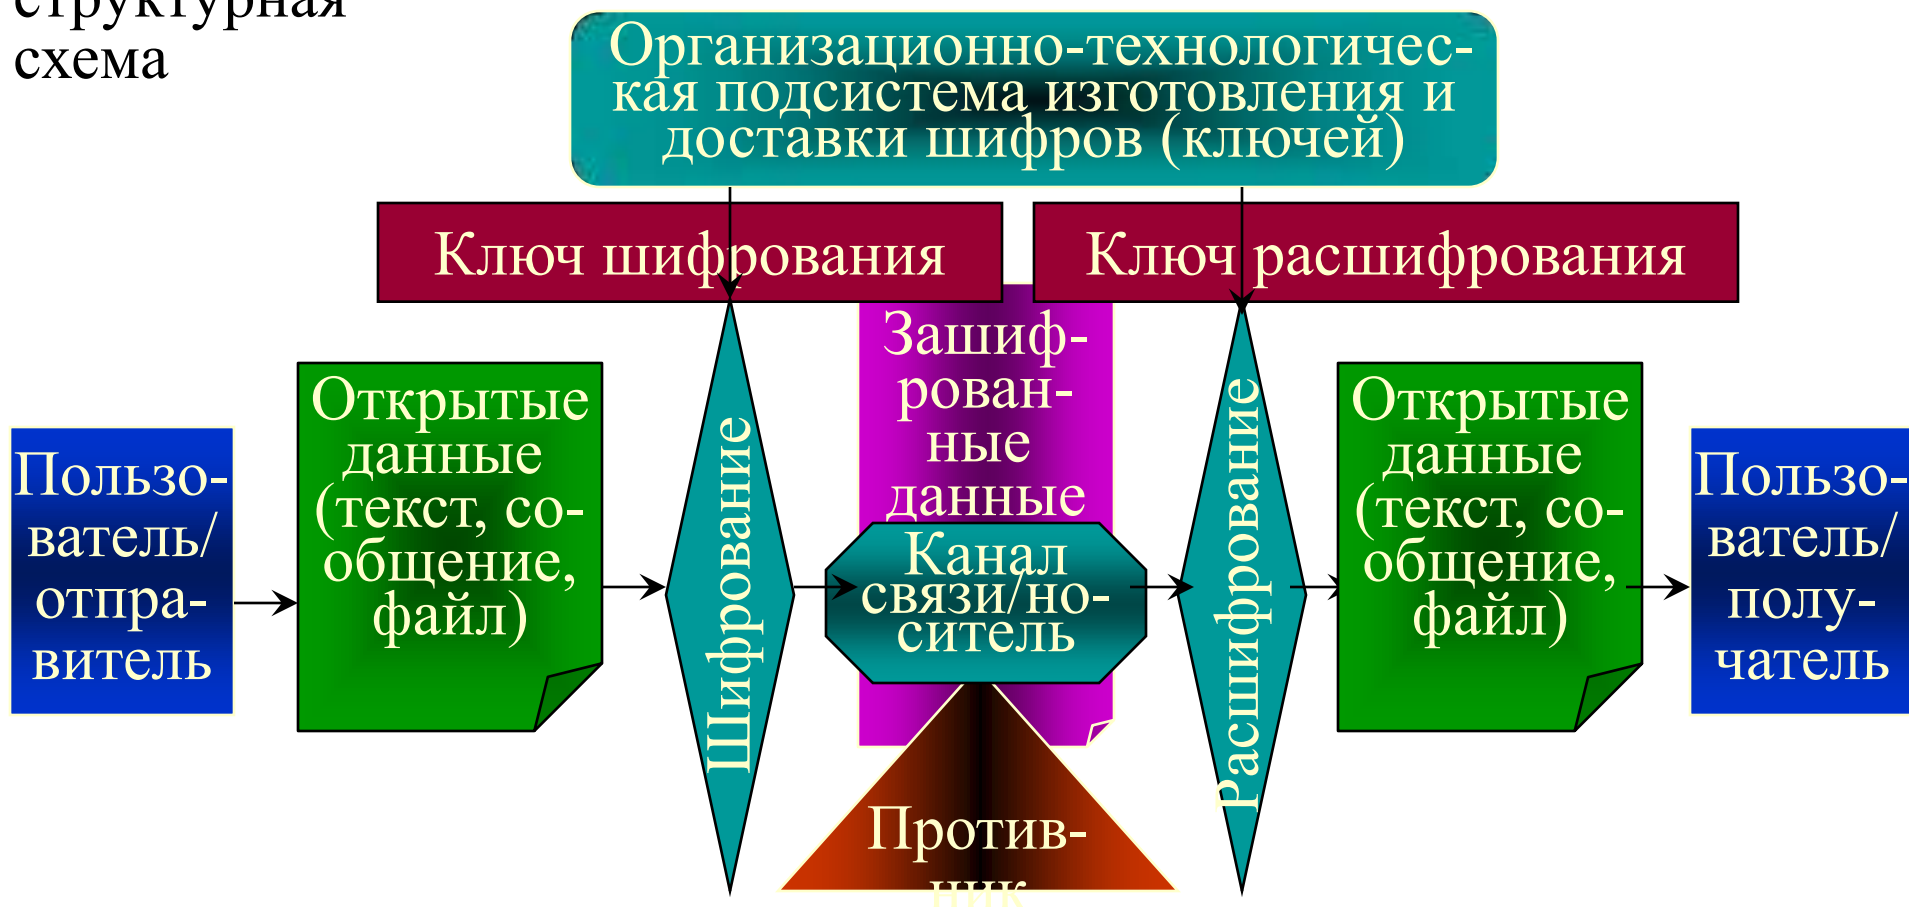 структурная
схема
Организационно-технологичес-
кая подсистема изготовления и
доставки шифров (ключей)
Ключ шифрования
Ключ расшифрования
Пользо-
ватель/
отпра-
витель
Открытые
данные
(текст, со-
общение,
файл)
Шифрование
Зашиф-
рован-
ные
данные
Канал
связи/но-
ситель
Против-
ник
Расшифрование
Открытые
данные
(текст, со-
общение,
файл)
Пользо-
ватель/
полу-
чатель